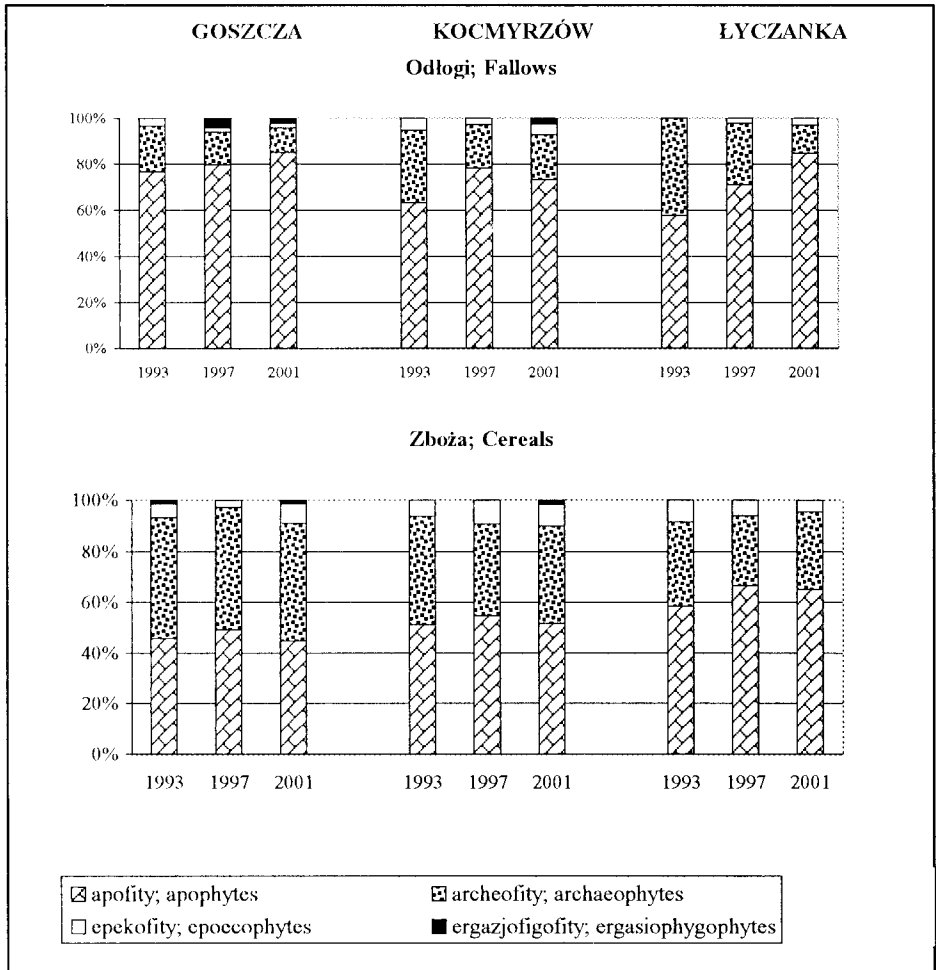 GOSZCZA KOCMYRZÓW ŁYCZANKA
Odłogi; Fallows
100%
80%
60%
40%
20%
0%
1993 1997 2001 1993 1997 2001 1993 1997 2001
Zboża; Cereals
100%
80%
60%
40%
20%
0%
1993 1997 2001 1993 1997 2001 1993 1997 2001
apofity; apophytes archeofity; archaeophytes
epekofity; epoecophytes ergazjofigofity; ergasiophygophytes